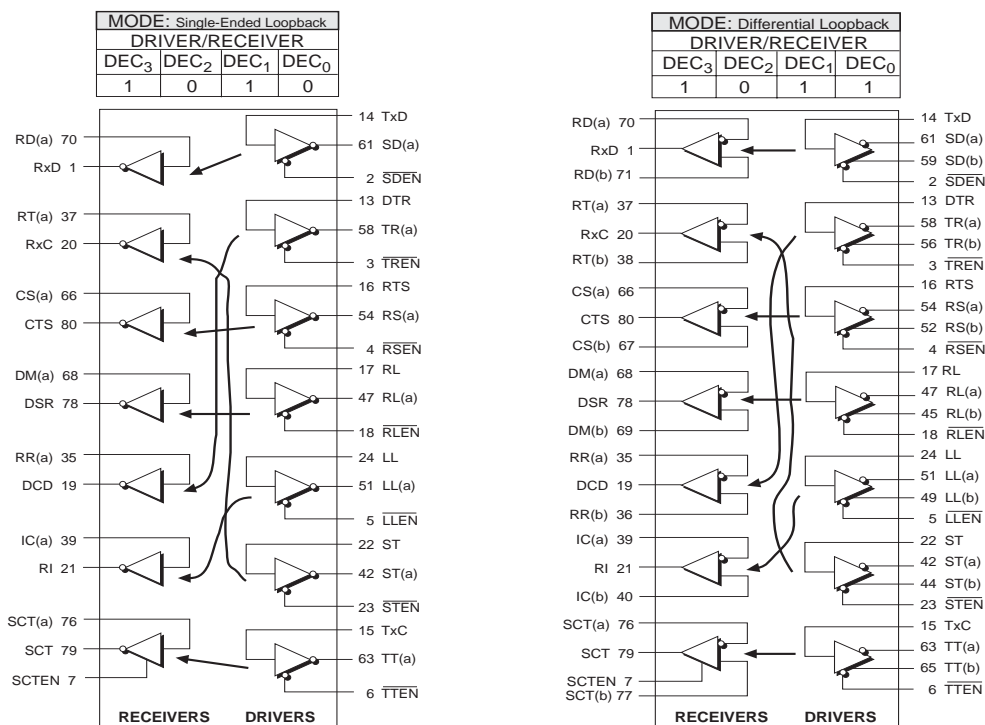 MODE: Single-Ended Loopback
DRIVER/RECEIVER
DEC3 DEC2 DEC1 DEC0
1 0 1 0
14 TxD
RD(a) 70
61 SD(a)
RxD 1
2 SDEN
13 DTR
RT(a) 37
58 TR(a)
RxC 20
3 TREN
16 RTS
CS(a) 66
54 RS(a)
CTS 80
4 RSEN
17 RL
DM(a) 68
47 RL(a)
DSR 78
18 RLEN
24 LL
RR(a) 35
51 LL(a)
DCD 19
5 LLEN
22 ST
IC(a) 39
42 ST(a)
RI 21
23 STEN
SCT(a) 76
15 TxC
SCT 79
63 TT(a)
SCTEN 7
6 TTEN
RECEIVERS DRIVERS
MODE: Differential Loopback
DRIVER/RECEIVER
DEC3 DEC2 DEC1 DEC0
1 0 1 1
RD(a) 70
14 TxD
61 SD(a)
RxD 1
59 SD(b)
RD(b) 71
2 SDEN
RT(a) 37
13 DTR
58 TR(a)
RxC 20
56 TR(b)
RT(b) 38
3 TREN
CS(a) 66
16 RTS
54 RS(a)
CTS 80
52 RS(b)
CS(b) 67
4 RSEN
DM(a) 68
17 RL
47 RL(a)
DSR 78
45 RL(b)
DM(b) 69
18 RLEN
RR(a) 35
24 LL
51 LL(a)
DCD 19
49 LL(b)
RR(b) 36
5 LLEN
IC(a) 39
22 ST
42 ST(a)
RI 21
44 ST(b)
IC(b) 40
23 STEN
SCT(a) 76
15 TxC
63 TT(a)
SCT 79
65 TT(b)
SCTEN 7
6 TTEN
SCT(b) 77
RECEIVERS DRIVERS